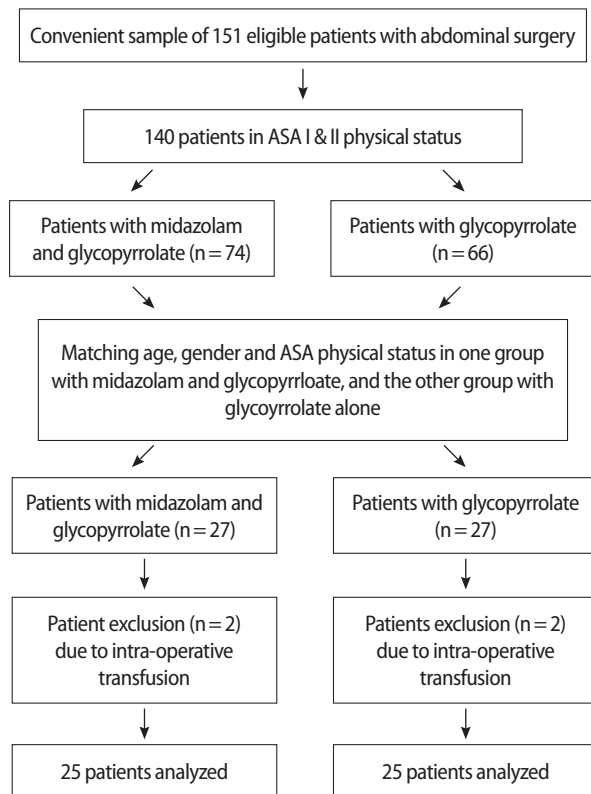 Convenient sample of 151 eligible patients with abdominal surgery
140 patients in ASA I & II physical status
Patients with midazolam
and glycopyrrolate (n = 74)
Patients with glycopyrrolate
(n = 66)
Matching age, gender and ASA physical status in one group
with midazolam and glycopyrrloate, and the other group with
glycoyrrolate alone
Patients with midazolam and
glycopyrrolate (n = 27)
Patients with glycopyrrolate
(n = 27)
Patient exclusion (n = 2)
due to intra-operative
transfusion
Patients exclusion (n = 2)
due to intra-operative
transfusion
25 patients analyzed
25 patients analyzed